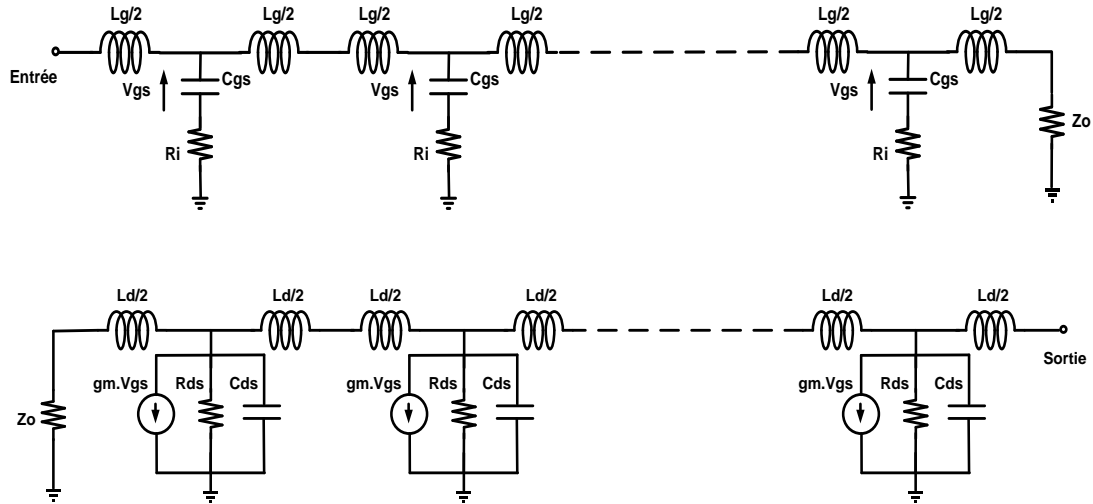 Lg/2 Lg/2 Lg/2 Lg/2 Lg/2 Lg/2
Entrée
Vgs Cgs Vgs Cgs Vgs Cgs
Zo
Ri Ri Ri
Ld/2 Ld/2 Ld/2 Ld/2 Ld/2 Ld/2
Sortie
gm.Vgs Rds Cds gm.Vgs Rds Cds gm.Vgs Rds Cds
Zo